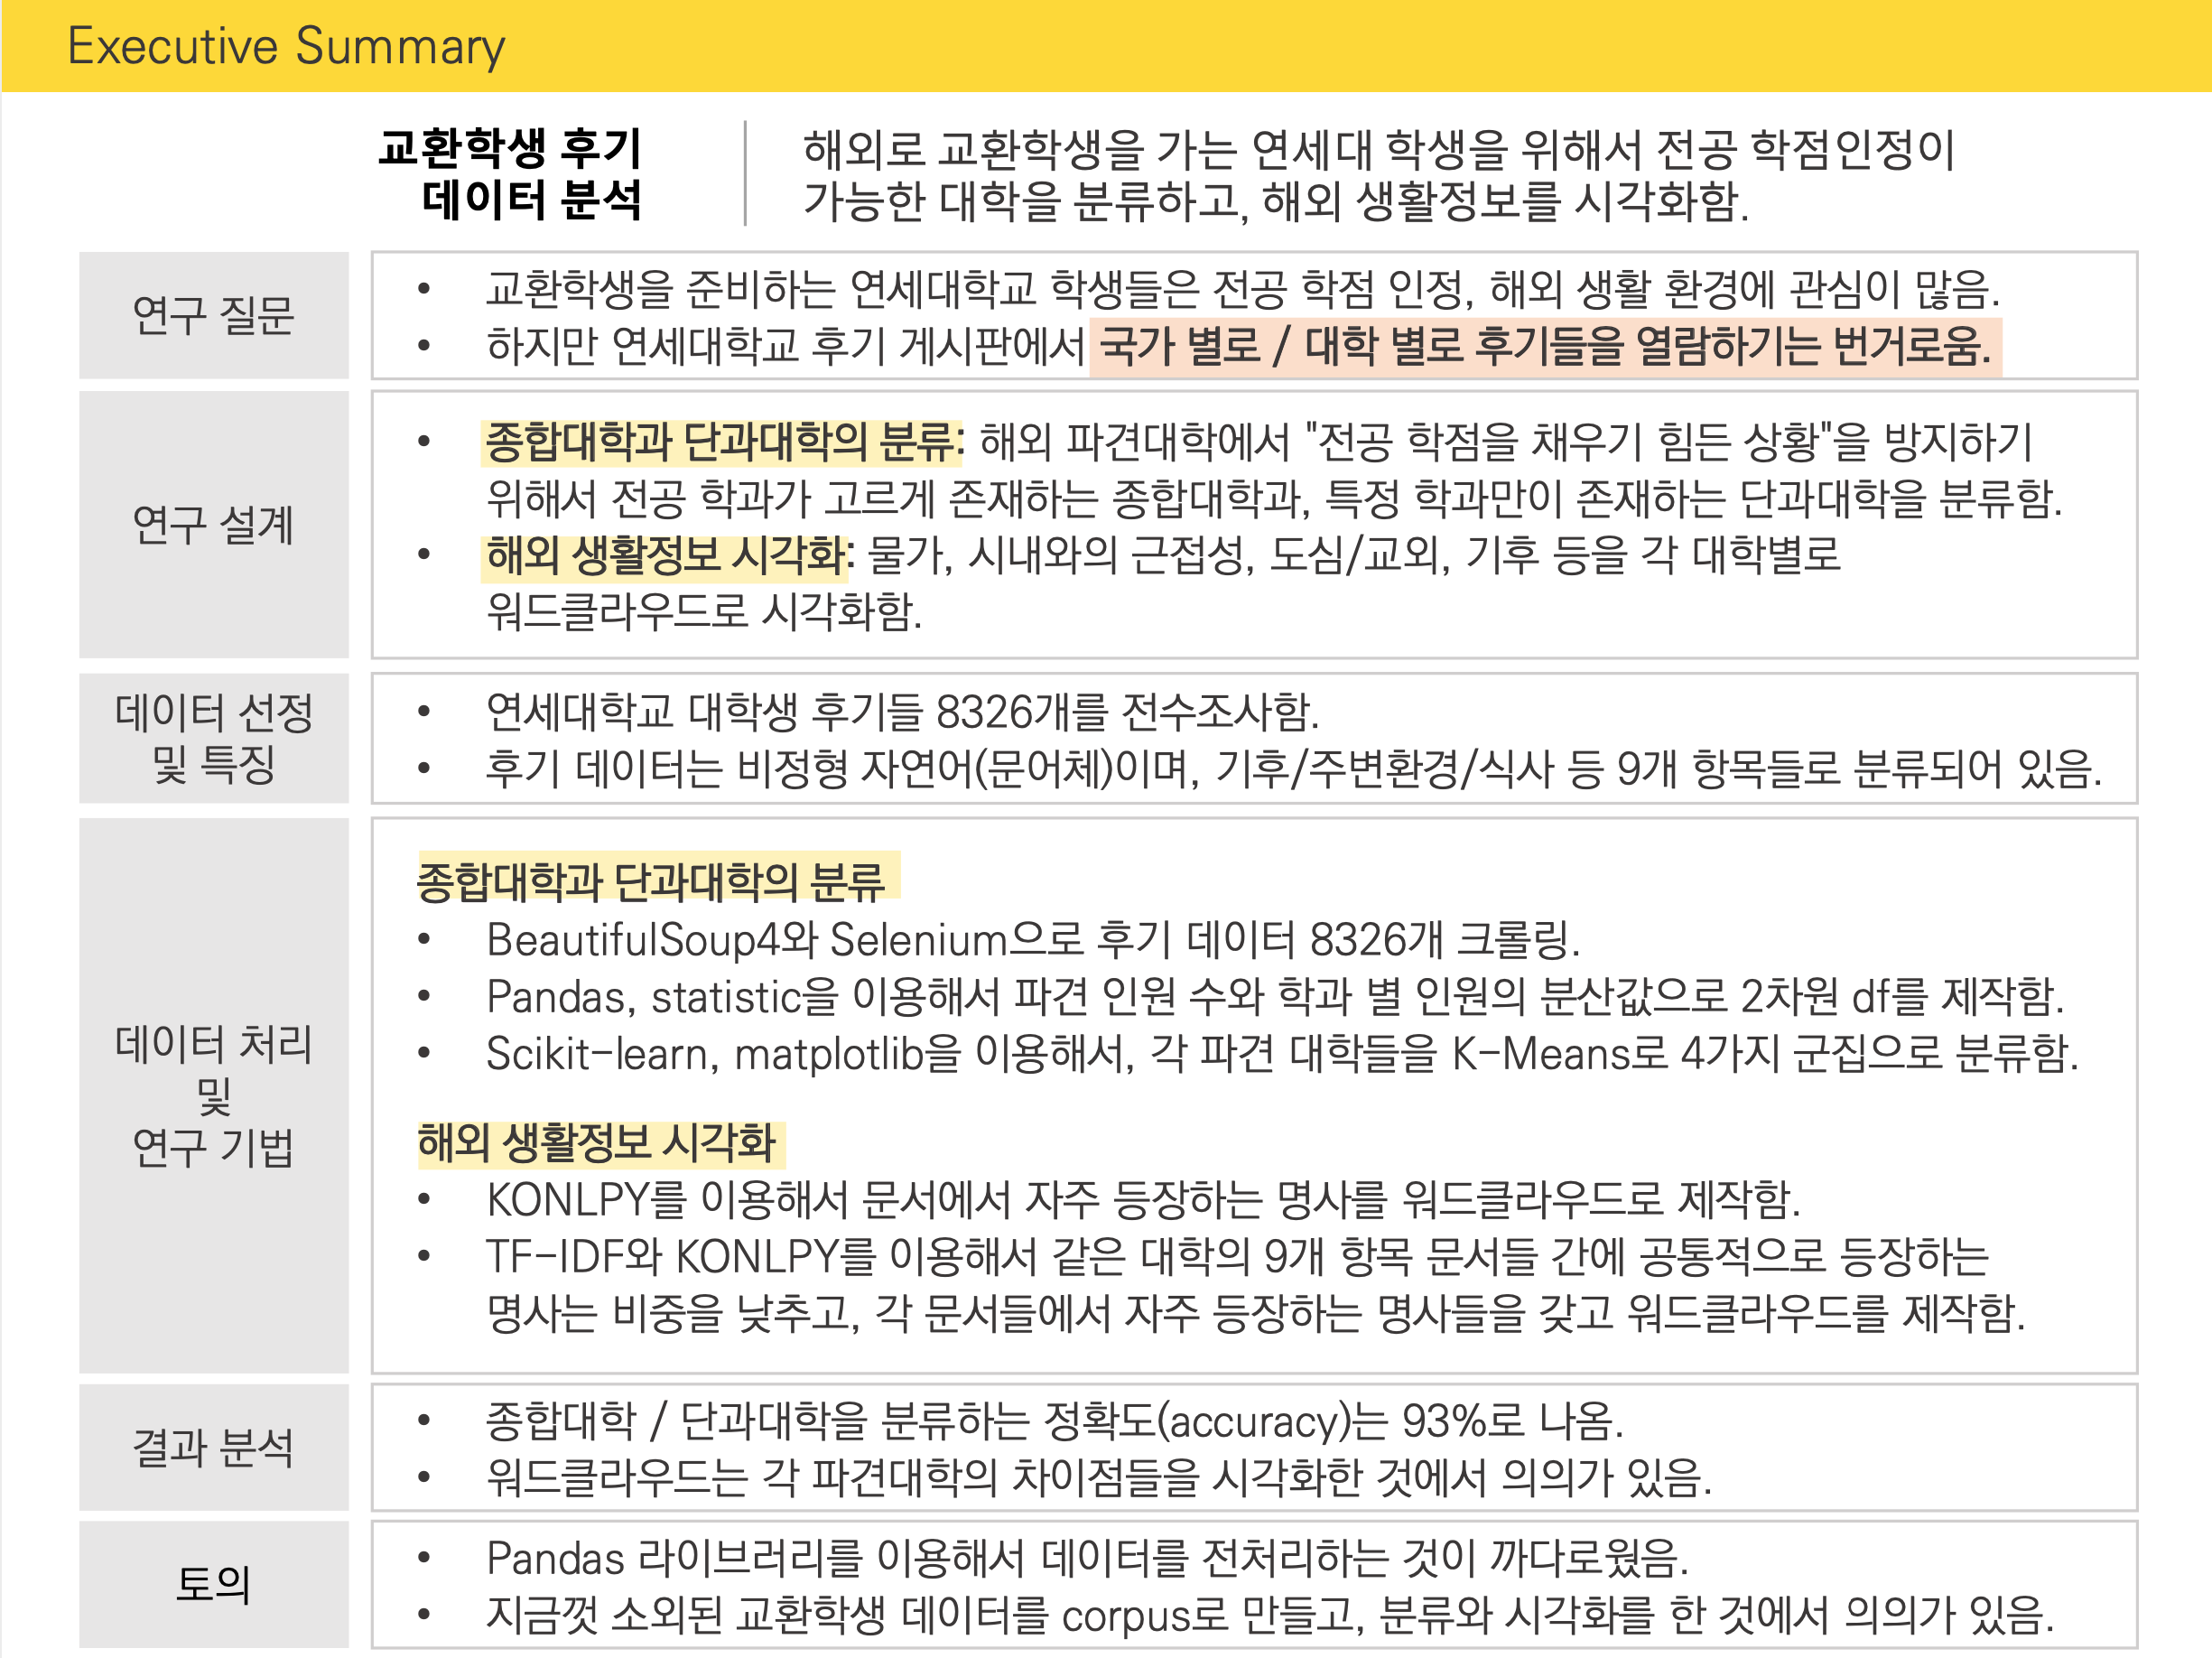 Executive Summary
교환학생 후기
데이터 분석
해외로 교환학생을 가는 연세대 학생을 위해서 전공 학점인정이
가능한 대학을 분류하고, 해외 생활정보를 시각화함.
연구 질문
• 교환학생을 준비하는 연세대학교 학생들은 전공 학점 인정, 해외 생활 환경에 관심이 많음.
• 하지만 연세대학교 후기 게시판에서 국가 별로 / 대학 별로 후기들을 열람하기는 번거로움.
연구 설계
• 종합대학과 단과대학의 분류: 해외 파견대학에서 "전공 학점을 채우기 힘든 상황"을 방지하기
위해서 전공 학과가 고르게 존재하는 종합대학과, 특정 학과만이 존재하는 단과대학을 분류함.
• 해외 생활정보 시각화: 물가, 시내와의 근접성, 도심/교외, 기후 등을 각 대학별로
워드클라우드로 시각화함.
데이터 선정
및 특징
• 연세대학교 대학생 후기들 8326개를 전수조사함.
• 후기 데이터는 비정형 자연어(문어체)이며, 기후/주변환경/식사 등 9개 항목들로 분류되어 있음.
데이터 처리
및
연구 기법
종합대학과 단과대학의 분류
• BeautifulSoup4와 Selenium으로 후기 데이터 8326개 크롤링.
• Pandas, statistic을 이용해서 파견 인원 수와 학과 별 인원의 분산값으로 2차원 df를 제작함.
• Scikit-learn, matplotlib을 이용해서, 각 파견 대학들을 K-Means로 4가지 군집으로 분류함.
해외 생활정보 시각화
• KONLPY를 이용해서 문서에서 자주 등장하는 명사를 워드클라우드로 제작함.
• TF-IDF와 KONLPY를 이용해서 같은 대학의 9개 항목 문서들 간에 공통적으로 등장하는
명사는 비중을 낮추고, 각 문서들에서 자주 등장하는 명사들을 갖고 워드클라우드를 제작함.
결과 분석
• 종합대학 / 단과대학을 분류하는 정확도(accuracy)는 93%로 나옴.
• 워드클라우드는 각 파견대학의 차이점들을 시각화한 것에서 의의가 있음.
토의
• Pandas 라이브러리를 이용해서 데이터를 전처리하는 것이 까다로웠음.
• 지금껏 소외된 교환학생 데이터를 corpus로 만들고, 분류와 시각화를 한 것에서 의의가 있음.